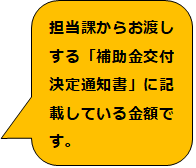 担当課からお渡し
する「補助金交付
決定通知書」に記
載している金額で
す。